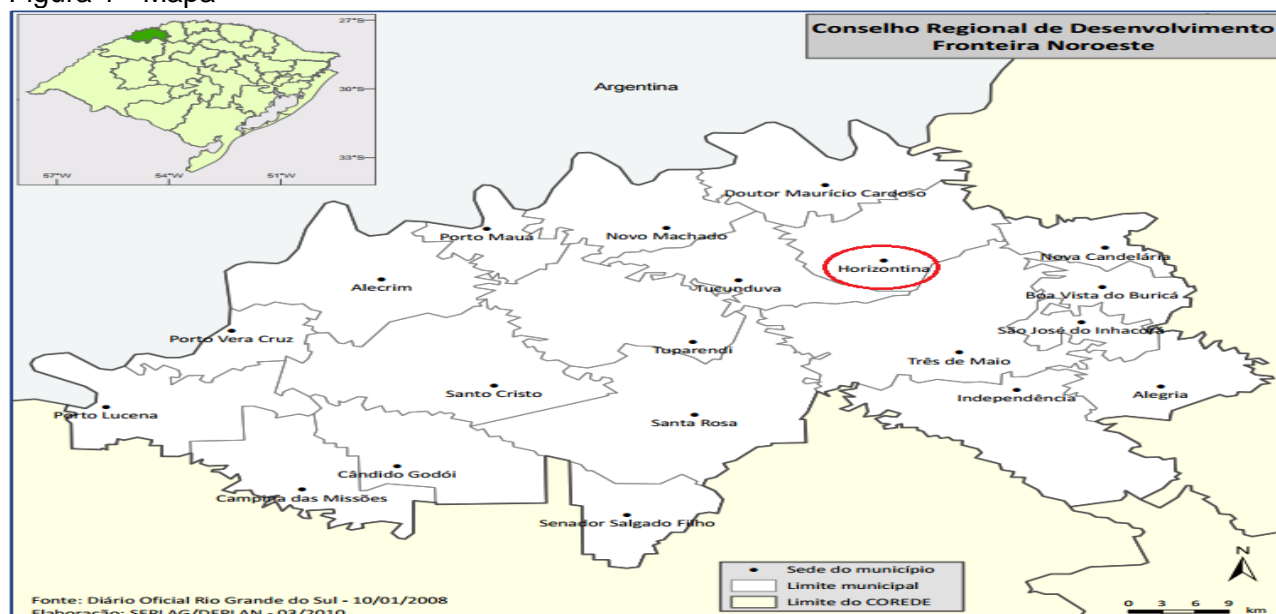 Conselho Regional de Desenvolvimento
Fronteira Noroeste
27°S
30°S
33°S
57°W
54°W
51°W
Argentina
Doutor Maurício Cardoso
Porto Mauá
Novo Machado
Horizontina
Nova Candelária
Alecrim
Tucunduva
Boa Vista do Buricá
Porto Vera Cruz
São José do Inhacorá
Tuparendi
Três de Maio
Santo Cristo
Independência
Alegria
Porto Lucena
Santa Rosa
Cândido Godói
Campina das Missões
Senador Salgado Filho
Sede do município
Limite municipal
Limite do COREDE
N
0 3 6 9
km
Fonte: Diário Oficial Rio Grande do Sul - 10/01/2008
Elaboração: SEPLAG/DEPLAN - 03/2010